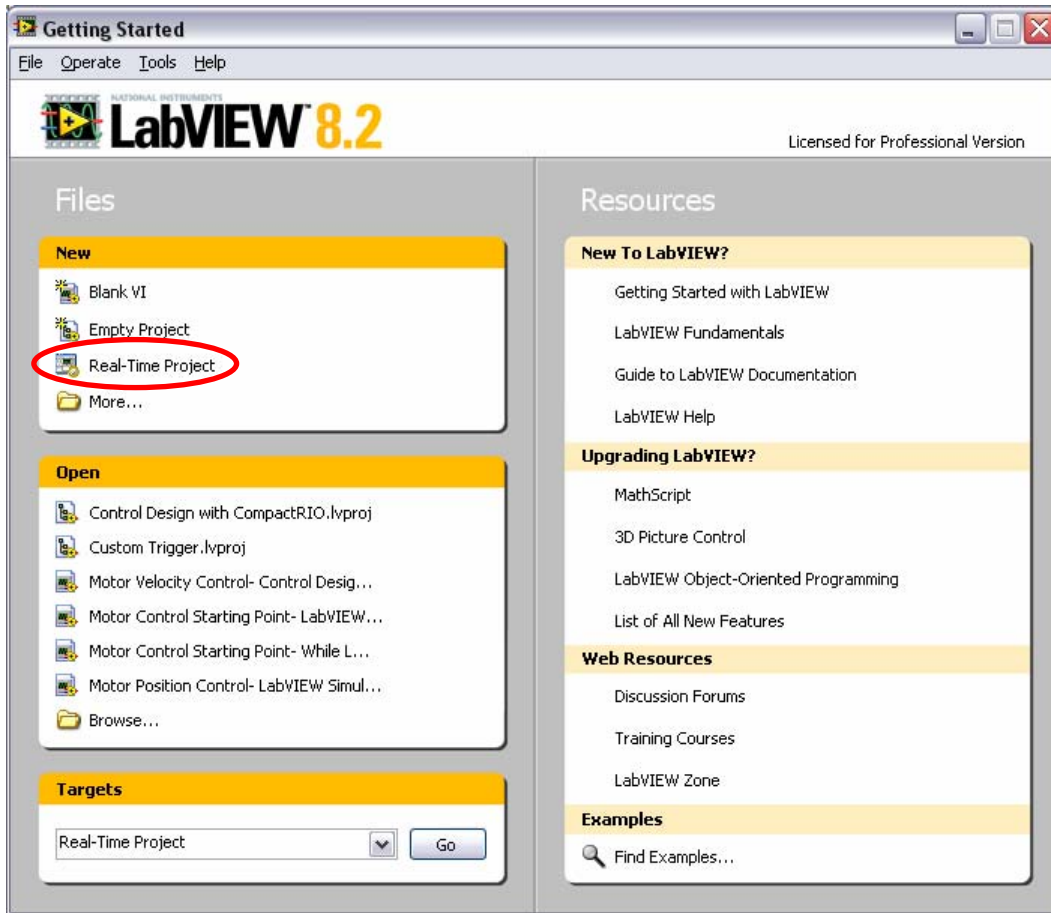 Getting Started
File Operate Tools Help
NATIONAL INSTRUMENTS
LabVIEW™ 8.2
Licensed for Professional Version
Files
New
Blank VI
Empty Project
Real-Time Project
More...
Open
Control Design with CompactRIO.lvproj
Custom Trigger.lvproj
Motor Velocity Control- Control Desig...
Motor Control Starting Point- LabVIEW...
Motor Control Starting Point- While L...
Motor Position Control- LabVIEW Simul...
Browse...
Targets
Real-Time Project
Go
Resources
New To LabVIEW?
Getting Started with LabVIEW
LabVIEW Fundamentals
Guide to LabVIEW Documentation
LabVIEW Help
Upgrading LabVIEW?
MathScript
3D Picture Control
LabVIEW Object-Oriented Programming
List of All New Features
Web Resources
Discussion Forums
Training Courses
LabVIEW Zone
Examples
Find Examples...